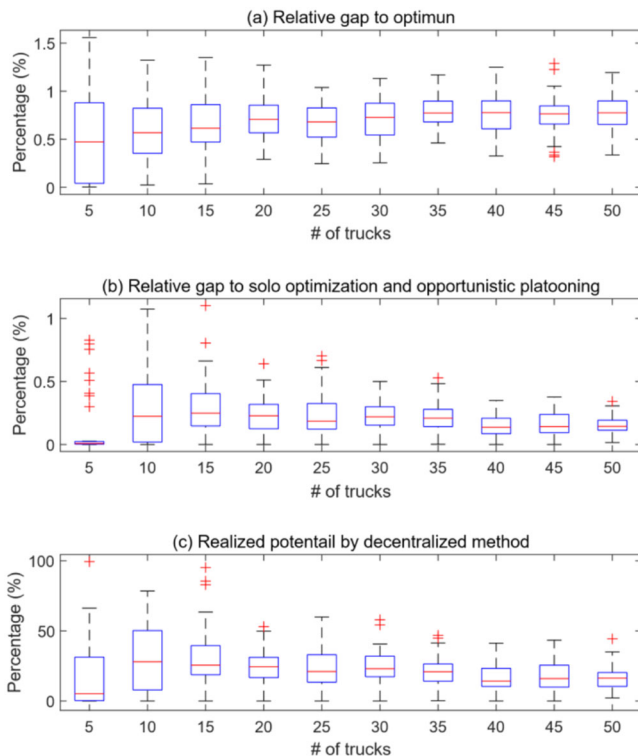 (a) Relative gap to optimun
Percentage (%)
1.5
1
0.5
0
5 10 15 20 25 30 35 40 45 50
# of trucks
(b) Relative gap to solo optimization and opportunistic platooning
Percentage (%)
1
0.5
0
5 10 15 20 25 30 35 40 45 50
# of trucks
(c) Realized potentail by decentralized method
Percentage (%)
100
50
0
5 10 15 20 25 30 35 40 45 50
# of trucks